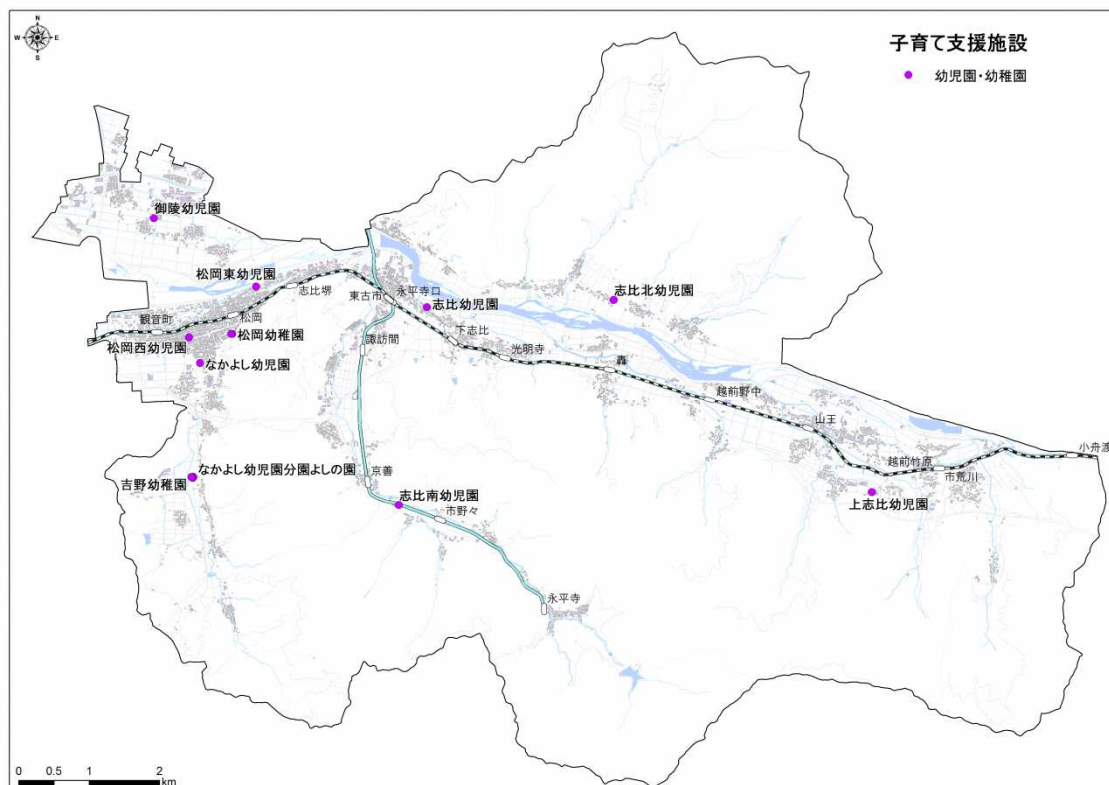 N
W E
S
子育て支援施設
幼児園・幼稚園
御陵幼児園
松岡東幼児園
志比堺
東古市
永平寺口
志比幼児園
志比北幼児園
観音町
松岡
松岡幼稚園
松岡西幼児園
なかよし幼児園
諏訪間
下志比
光明寺
轟
越前野中
山王
越前竹原
市荒川
小舟渡
なかよし幼児園分園よしの園
吉野幼稚園
京善
志比南幼児園
市野々
上志比幼児園
永平寺
0 0.5 1 2
km